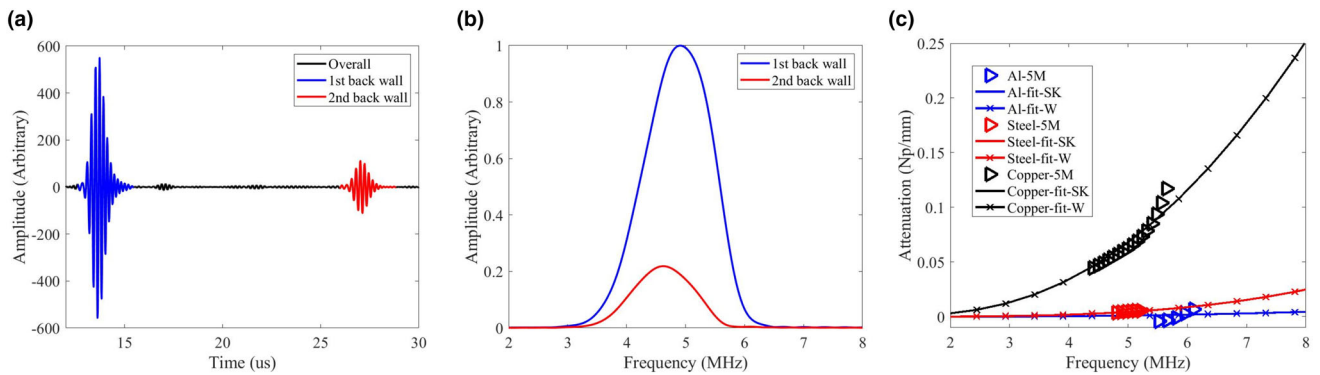 (a)
600
400
200
0
-200
-400
-600
15
20
25
30
Amplitude (Arbitrary)
Time (us)
Overall
1st back wall
2nd back wall
(b)
1
0.8
0.6
0.4
0.2
0
2
3
4
5
6
7
8
Amplitude (Arbitrary)
Frequency (MHz)
1st back wall
2nd back wall
(c)
0.25
0.2
0.15
0.1
0.05
0
2
3
4
5
6
7
8
Attenuation (Np/mm)
Frequency (MHz)
Al-5M
Al-fit-SK
Al-fit-W
Steel-5M
Steel-fit-SK
Steel-fit-W
Copper-5M
Copper-fit-SK
Copper-fit-W